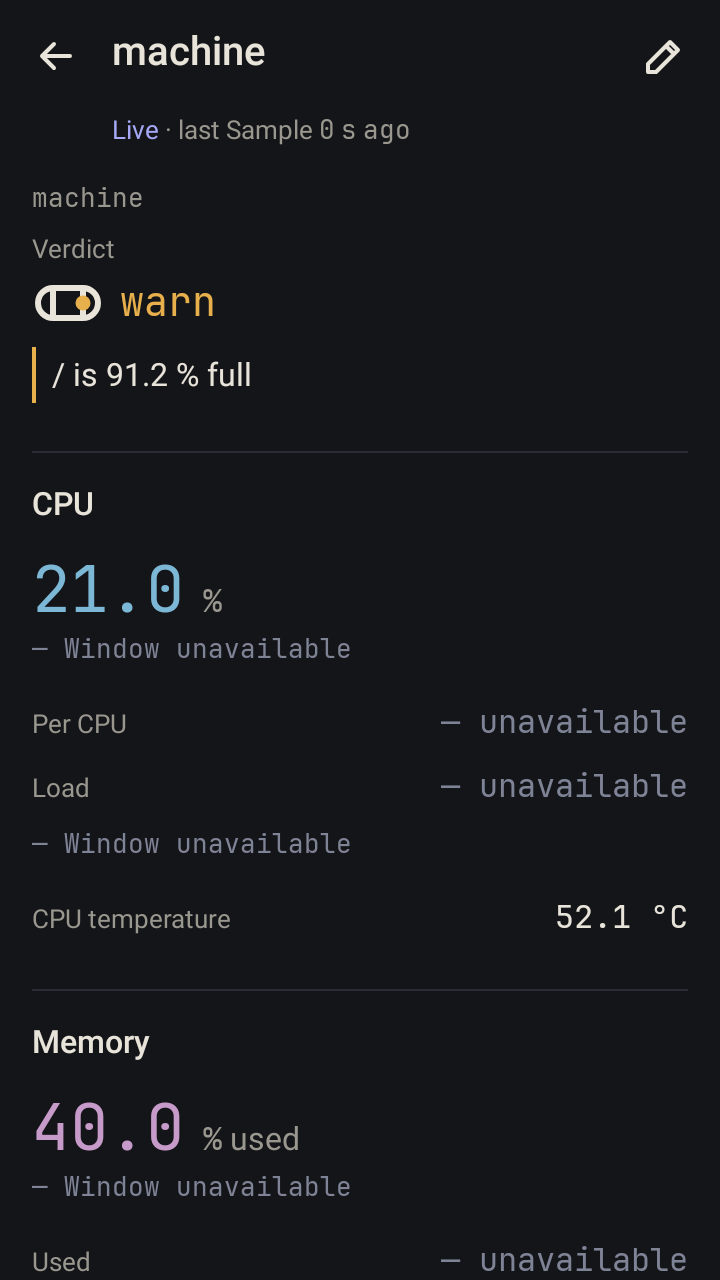 machine
Live · last Sample 0 s ago
machine
Verdict
warn
/ is 91.2 % full
CPU
21.0 %
— Window unavailable
Per CPU — unavailable
Load — unavailable
— Window unavailable
CPU temperature 52.1 °C
Memory
40.0 % used
— Window unavailable
Used — unavailable